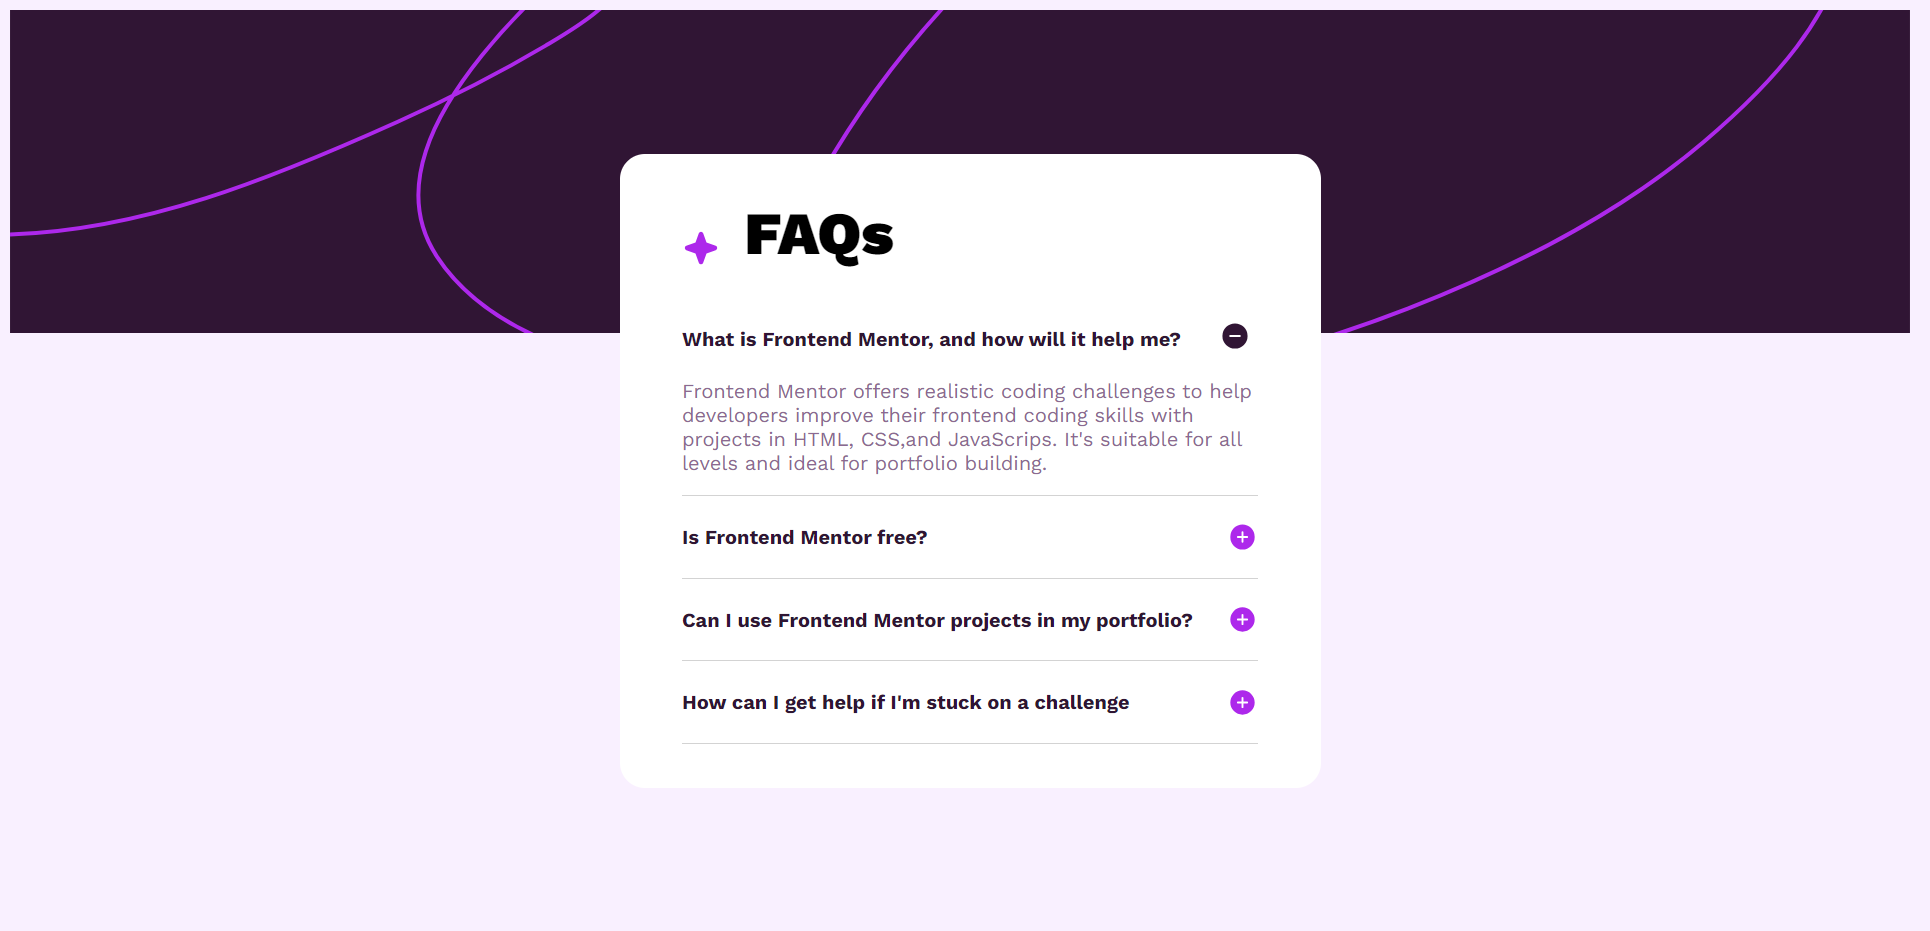 FAQs
What is Frontend Mentor, and how will it help me?
Frontend Mentor offers realistic coding challenges to help
developers improve their frontend coding skills with
projects in HTML, CSS,and JavaScrips. It's suitable for all
levels and ideal for portfolio building.
Is Frontend Mentor free?
Can I use Frontend Mentor projects in my portfolio?
How can I get help if I'm stuck on a challenge